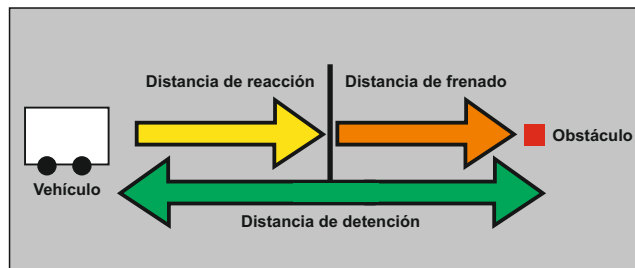 Distancia de reacción
Distancia de frenado
Obstáculo
Vehículo
Distancia de detención